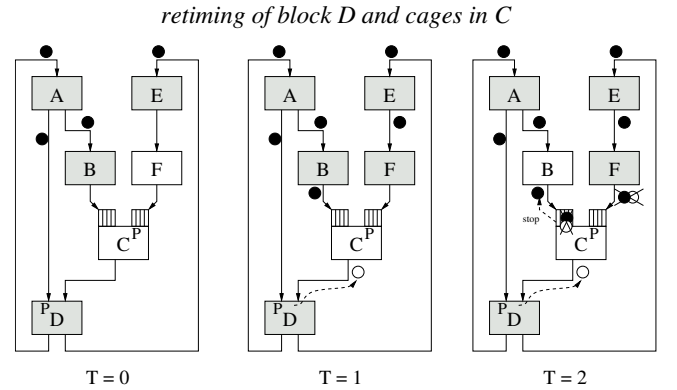 retiming of block D and cages in C
A E A E A E
B F B F B F
stop
P P P
C C C
P P P
D D D
T = 0 T = 1 T = 2